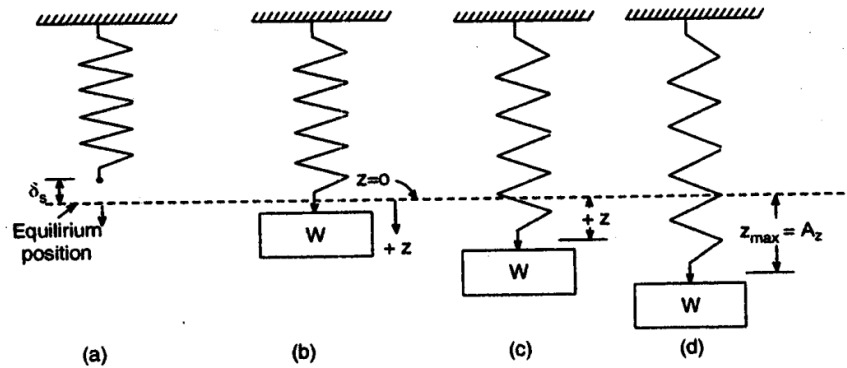 δs
Equilirium
position
z=0
W
+ z
+ z
W
zmax = Az
W
(a)
(b)
(c)
(d)